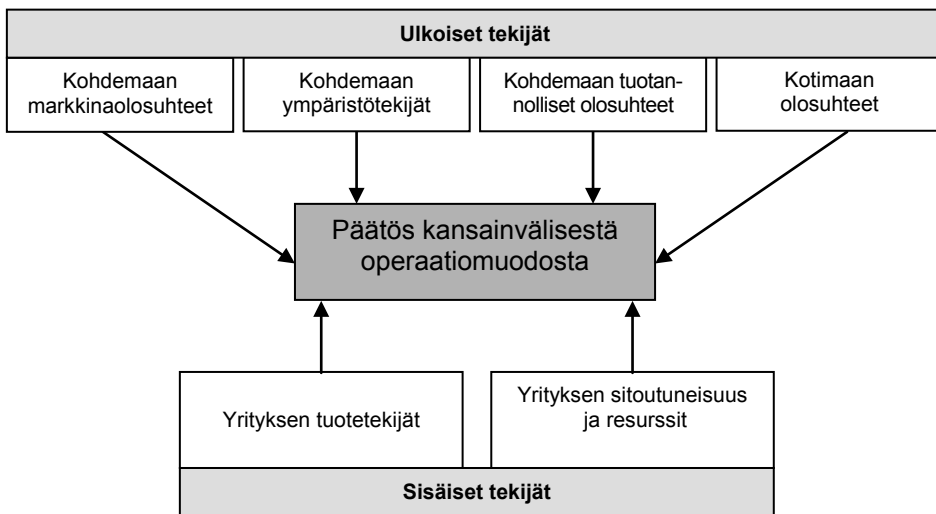 Ulkoiset tekijät
Kohdemaan
markkinaolosuhteet
Kohdemaan
ympäristötekijät
Kohdemaan tuotan-
nolliset olosuhteet
Kotimaan
olosuhteet
Päätös kansainvälisestä
operaatiomuodosta
Yrityksen tuotetekijät
Yrityksen sitoutuneisuus
ja resurssit
Sisäiset tekijät